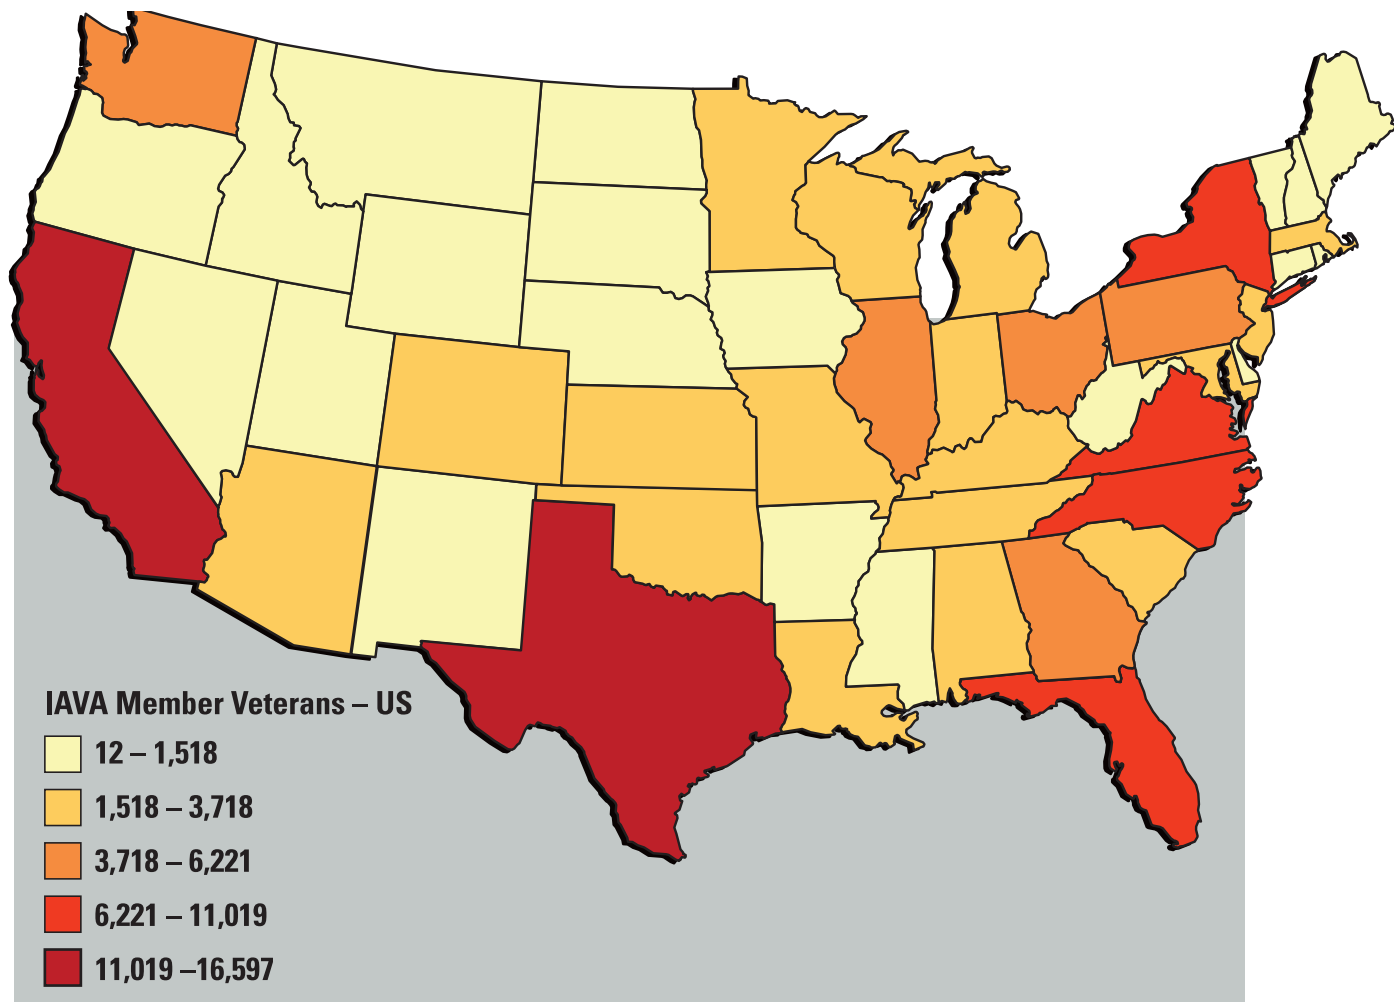 IAVA Member Veterans – US
12 – 1,518
1,518 – 3,718
3,718 – 6,221
6,221 – 11,019
11,019 –16,597